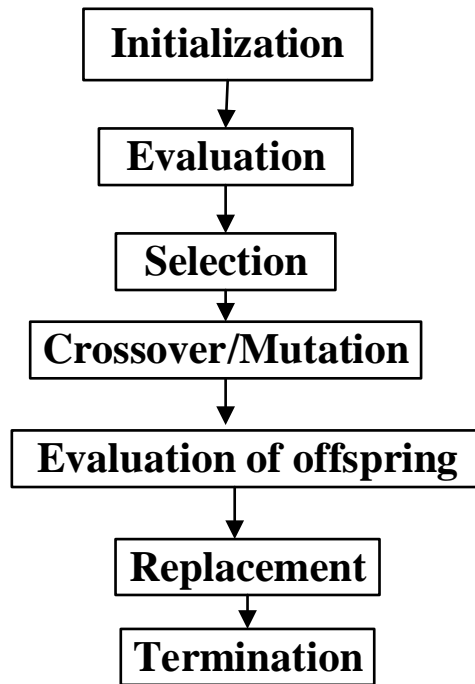 Initialization
Evaluation
Selection
Crossover/Mutation
Evaluation of offspring
Replacement
Termination